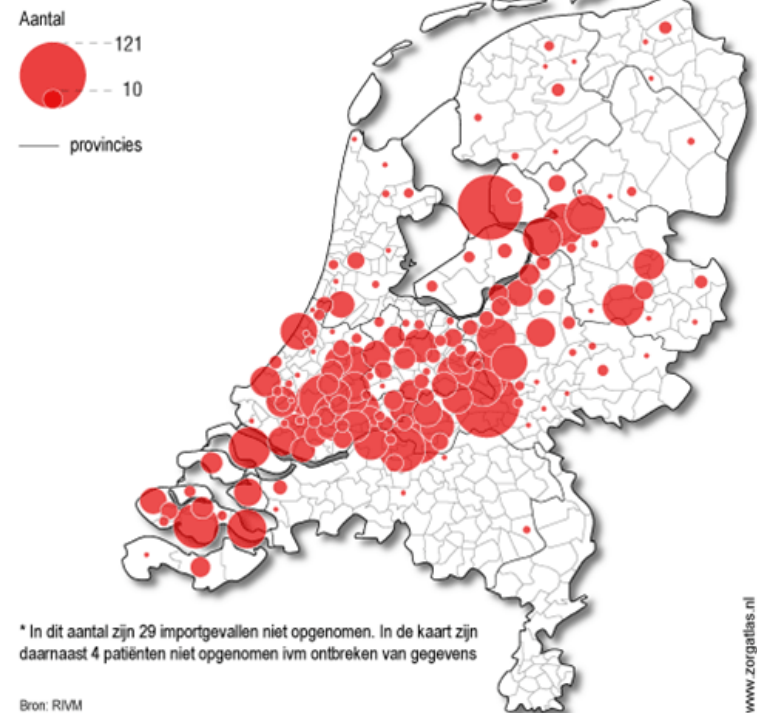 Aantal
121
10
provincies
* In dit aantal zijn 29 importgevallen niet opgenomen. In de kaart zijn
daarnaast 4 patiënten niet opgenomen ivm ontbreken van gegevens
Bron: RIVM
www.zorgatlas.nl